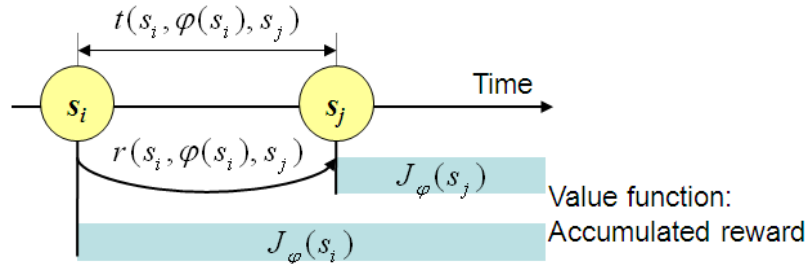 t(s_i, φ(s_i), s_j)
s_i
s_j
Time
r(s_i, φ(s_i), s_j)
J_φ(s_j)
Value function:
Accumulated reward
J_φ(s_i)